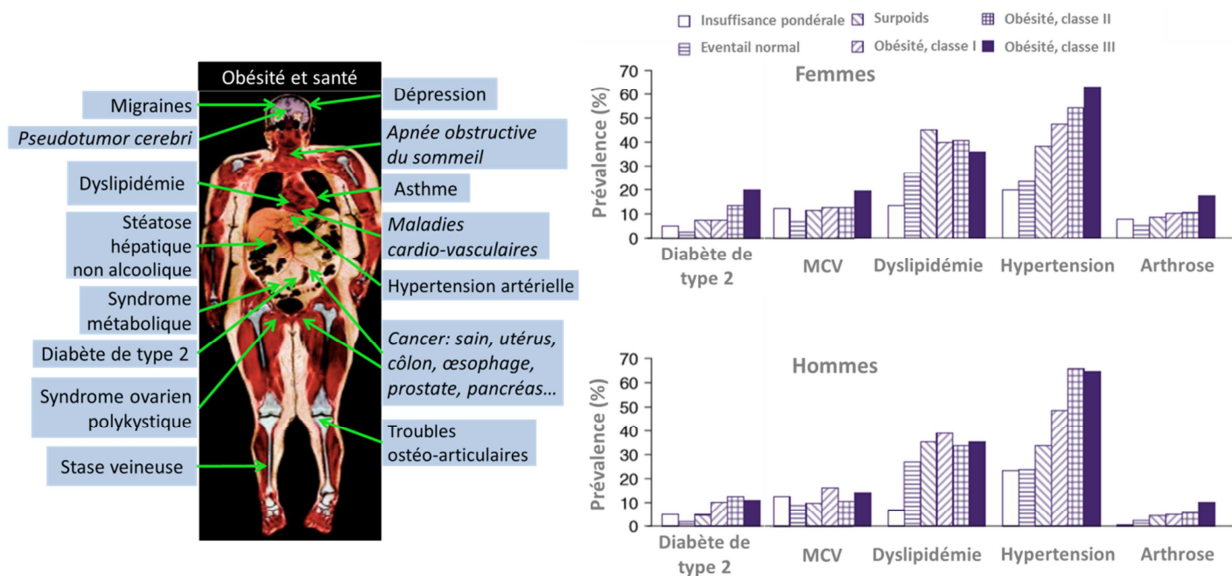 Obésité et santé
Migraines
Pseudotumor cerebri
Dyslipidémie
Stéatose
hépatique
non alcoolique
Syndrome
métabolique
Diabète de type 2
Syndrome ovarien
polykystique
Stase veineuse
Dépression
Apnée obstructive
du sommeil
Asthme
Maladies
cardio-vasculaires
Hypertension artérielle
Cancer: sain, utérus,
côlon, œsophage,
prostate, pancréas...
Troubles
ostéo-articulaires
Insuffisance pondérale
Surpoids
Obésité, classe II
Eventail normal
Obésité, classe I
Obésité, classe III
Femmes
Prévalence (%)
70
60
50
40
30
20
10
0
Diabète de
type 2
MCV
Dyslipidémie
Hypertension
Arthrose
Hommes
Prévalence (%)
70
60
50
40
30
20
10
0
Diabète de
type 2
MCV
Dyslipidémie
Hypertension
Arthrose